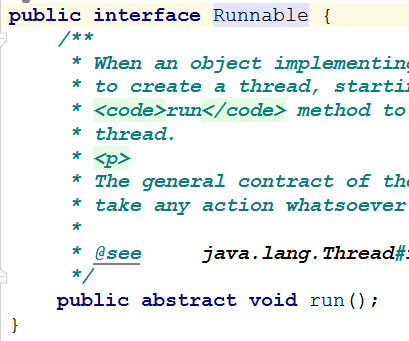 public interface Runnable {
/**
* When an object implementing
* to create a thread, starti
* <code>run</code> method to
* thread.
* <p>
* The general contract of the
* take any action whatsoever
*
* @see java.lang.Thread#
*/
public abstract void run();
}